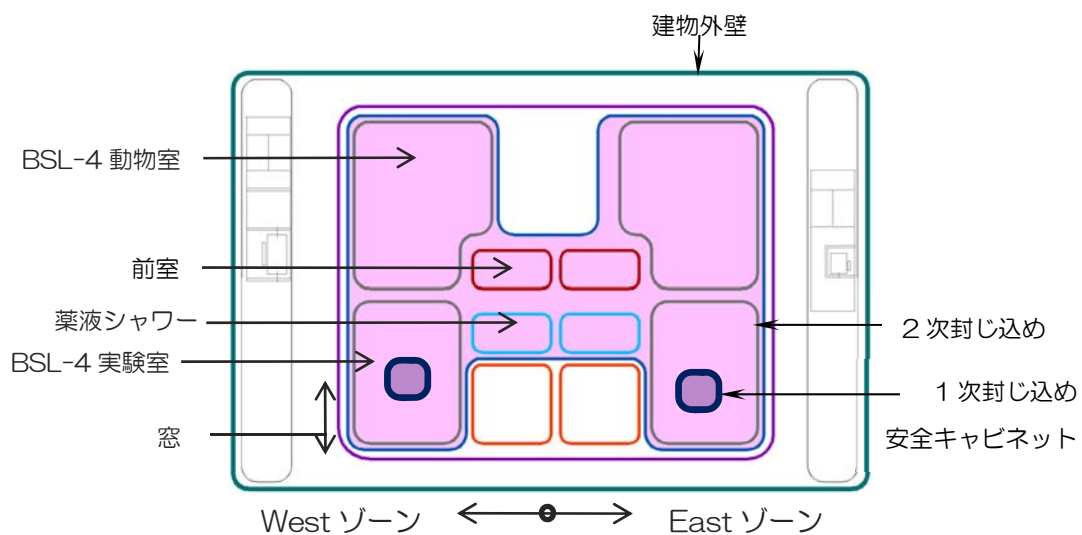 建物外壁
BSL-4 動物室
前室
薬液シャワー
2 次封じ込め
BSL-4 実験室
1 次封じ込め
窓
安全キャビネット
West ゾーン
East ゾーン